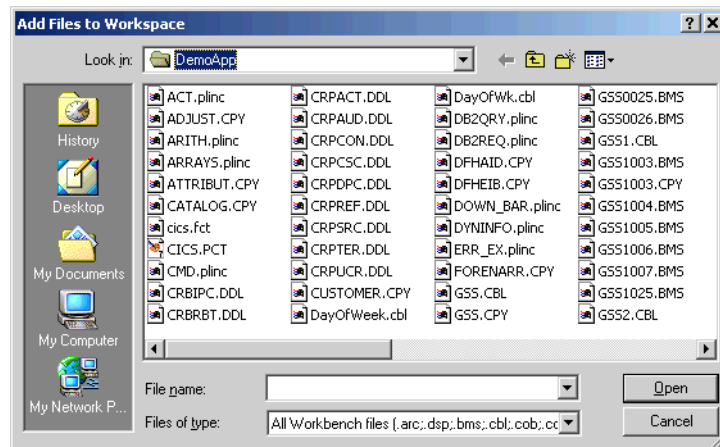 Add Files to Workspace
Look in:
DemoApp
History
Desktop
My Documents
My Computer
My Network P...
ACT.plinc
ADJUST.CPY
ARITH.plinc
ARRAYS.plinc
ATTRIBUT.CPY
CATALOG.CPY
cics.fct
CICS.PCT
CMD.plinc
CRBIPC.DDL
CRBRBT.DDL
CRPACT.DDL
CRPAUD.DDL
CRPCON.DDL
CRPCSC.DDL
CRPDPC.DDL
CRPREF.DDL
CRPSRC.DDL
CRPTER.DDL
CRPUCR.DDL
CUSTOMER.CPY
DayOfWeek.cbl
DayOfWk.cbl
DB2QRY.plinc
DB2REQ.plinc
DFHAID.CPY
DFHEIB.CPY
DOWN_BAR.plinc
DYNINFO.plinc
ERR_EX.plinc
FORENARR.CPY
GSS.CBL
GSS.CPY
GSS0025.BMS
GSS0026.BMS
GSS1.CBL
GSS1003.BMS
GSS1003.CPY
GSS1004.BMS
GSS1005.BMS
GSS1006.BMS
GSS1007.BMS
GSS1025.BMS
GSS2.CBL
File name:
Open
Files of type:
All Workbench files (.arc;.dsp;.bms;.cbl;.cob;.cc
Cancel